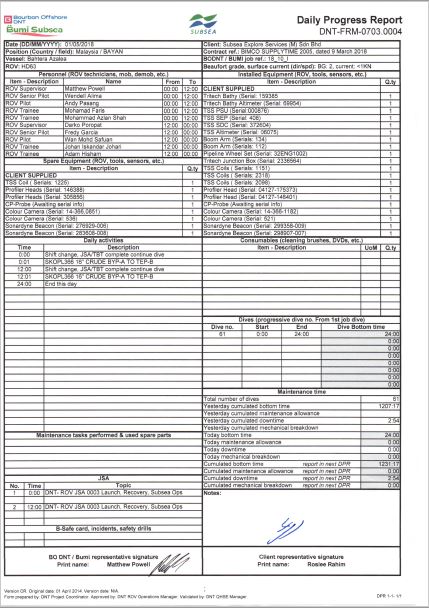 Bourbon Offshore
DNT
Bumi Subsea
SUBSEA
Daily Progress Report
DNT-FRM-0703.0004
Date (DD/MM/YYYY): 01/05/2018
Position (Country / field): Malaysia / BAYAN
Vessel: Bahtera Azalea
ROV: HD63
Client: Subsea Explore Services (M) Sdn Bhd
Contract ref.: BIMCO SUPPLYTIME 2005, dated 9 March 2018
BODNT / BUMI job ref.: 18_10_I
Beaufort grade, surface current (dir/spd): BG: 2, current: <1KN
Personnel (ROV technicians, mob, demob, etc.)
Item - Description Name From To
ROV Supervisor Matthew Powell 00:00 12:00
ROV Senior Pilot Wendell Alima 00:00 12:00
ROV Pilot Andy Pasang 00:00 12:00
ROV Trainee Mohamad Faris 00:00 12:00
ROV Trainee Mohammad Azlan Shah 00:00 12:00
ROV Supervisor Darko Poropat 12:00 00:00
ROV Senior Pilot Fredy Garcia 12:00 00:00
ROV Pilot Wan Mohd Safuan 12:00 00:00
ROV Trainee Johan Iskandar Johari 12:00 00:00
ROV Trainee Adam Hisham 12:00 00:00
Installed Equipment (ROV, tools, sensors, etc.)
Item - Description Q.ty
CLIENT SUPPLIED
Tritech Bathy (Serial: 159385 1
Tritech Bathy Altimeter (Serial: 69954) 1
TSS PSU (Serial:000876) 1
TSS SEP (Serial: 408) 1
TSS SDC (Serial: 372604) 1
TSS Altimeter (Serial: 06075) 1
Boom Arm (Serial: 134) 1
Boom Arm (Serials: 112) 1
Pipeline Wheel Set (Serial: 32ENG1002) 1
Tritech Junction Box (Serial: 2336564) 1
TSS Coils (Serials: 1151) 1
TSS Coils (Serials: 2318) 1
TSS Coils (Serials: 2098) 1
Profiler Head (Serial: 04127-175373) 1
Profiler Head (Serial: 04127-148401) 1
CP-Probe (Awaiting serial info) 1
Colour Camera (Serial: 14-366-1182) 1
Colour Camera (Serial: 521) 1
Sonardyne Beacon (Serials: 299358-009) 1
Sonardyne Beacon (Serial: 298907-007) 1
Spare Equipment (ROV, tools, sensors, etc.)
Item - Description Q.ty
CLIENT SUPPLIED
TSS Coil ( Serials: 1225) 1
Profiler Heads (Serial: 146388) 1
Profiler Heads (Serial: 305856) 1
CP-Probe (Awaiting serial info) 1
Colour Camera (Serial: 14-366,0851) 1
Colour Camera (Serial: 536) 1
Sonardyne Beacon (Serial: 276929-006) 1
Sonardyne Beacon (Serial: 283608-008) 1
Daily activities
Time Description
0:00 Shift change, JSA/TBT complete continue dive
0:01 SKOPL366 16" CRUDE BYP-A TO TEP-B
12:00 Shift change, JSA/TBT complete continue dive
12:01 SKOPL366 16" CRUDE BYP-A TO TEP-B
24:00 End this day
Consumables (cleaning brushes, DVDs, etc.)
Item - Description UoM Q.ty
Dives (progressive dive no. From 1st job dive)
Dive no. Start End Dive Bottom time
61 0:00 24:00 24:00
0:00
0:00
0:00
0:00
0:00
0:00
Maintenance time
Total number of dives 61
Yesterday cumulated bottom time 1207:17
Yesterday cumulated maintenance allowance
Yesterday cumulated downtime 2:54
Yesterday cumulated mechanical breakdown
Today bottom time 24:00
Today maintenance allowance 0:00
Today downtime 0:00
Today mechanical breakdown 0:00
Cumulated bottom time report in next DPR 1231:17
Cumulated maintenance allowance report in next DPR 0:00
Cumulated downtime report in next DPR 2:54
Cumulated mechanical breakdown report in next DPR 0:00
Maintenance tasks performed & used spare parts
JSA
No. Time Topic
1 0:00 DNT- ROV JSA 0003 Launch, Recovery, Subsea Ops
2 12:00 DNT- ROV JSA 0003 Launch, Recovery, Subsea Ops
B-Safe card, incidents, safety drills
Notes:
BO DNT / Bumi representative signature
Print name: Matthew Powell
Client representative signature
Print name: Roslee Rahim
Version OR. Original date: 01 April 2014. Version date: N/A
Form prepared by: DNT Project Coordinator. Approved by: DNT ROV Operations Manager. Validated by: DNT QHSE Manager.
DPR 1-1- 1/1